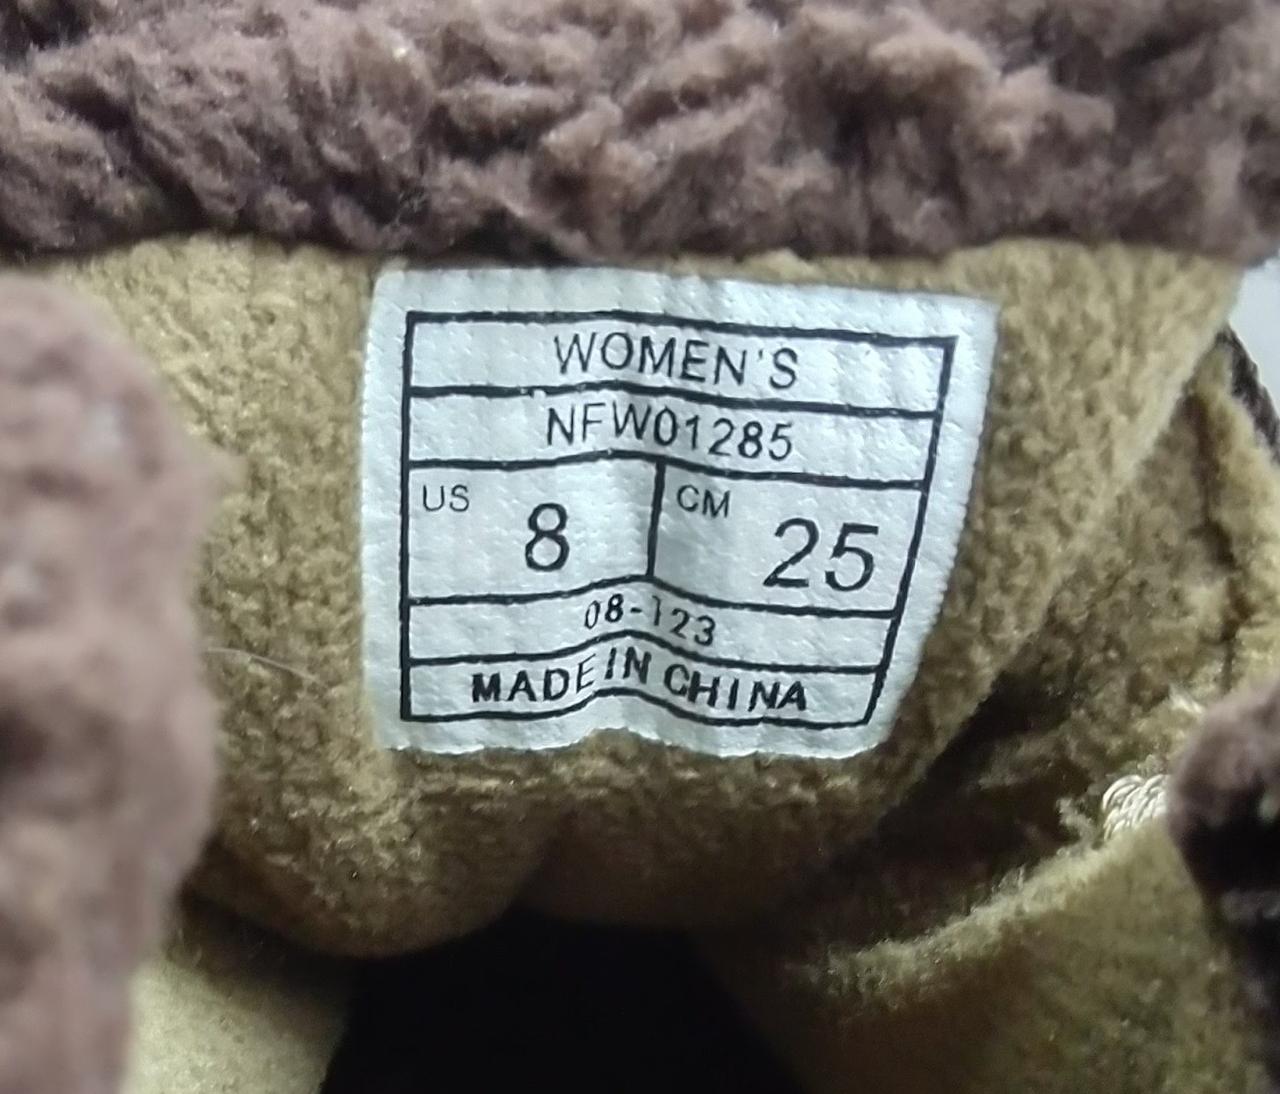 WOMEN'S
NFW01285
US 8 CM 25
08-123
MADE IN CHINA